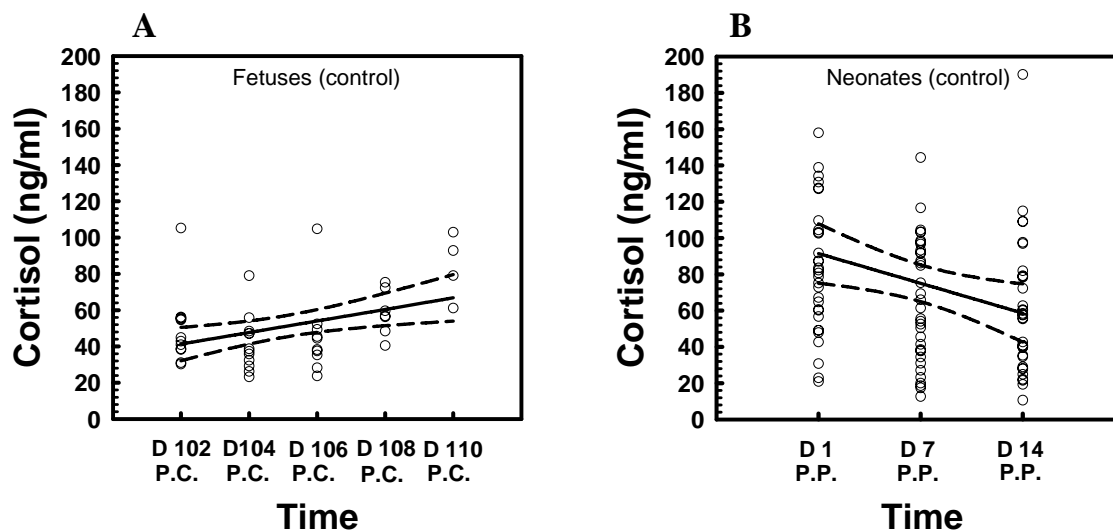 A
Fetuses (control)
Cortisol (ng/ml)
200
180
160
140
120
100
80
60
40
20
0
D 102 D104 D 106 D 108 D 110
P.C. P.C. P.C. P.C. P.C.
Time
B
Neonates (control)
Cortisol (ng/ml)
200
180
160
140
120
100
80
60
40
20
0
D 1 D 7 D 14
P.P. P.P. P.P.
Time